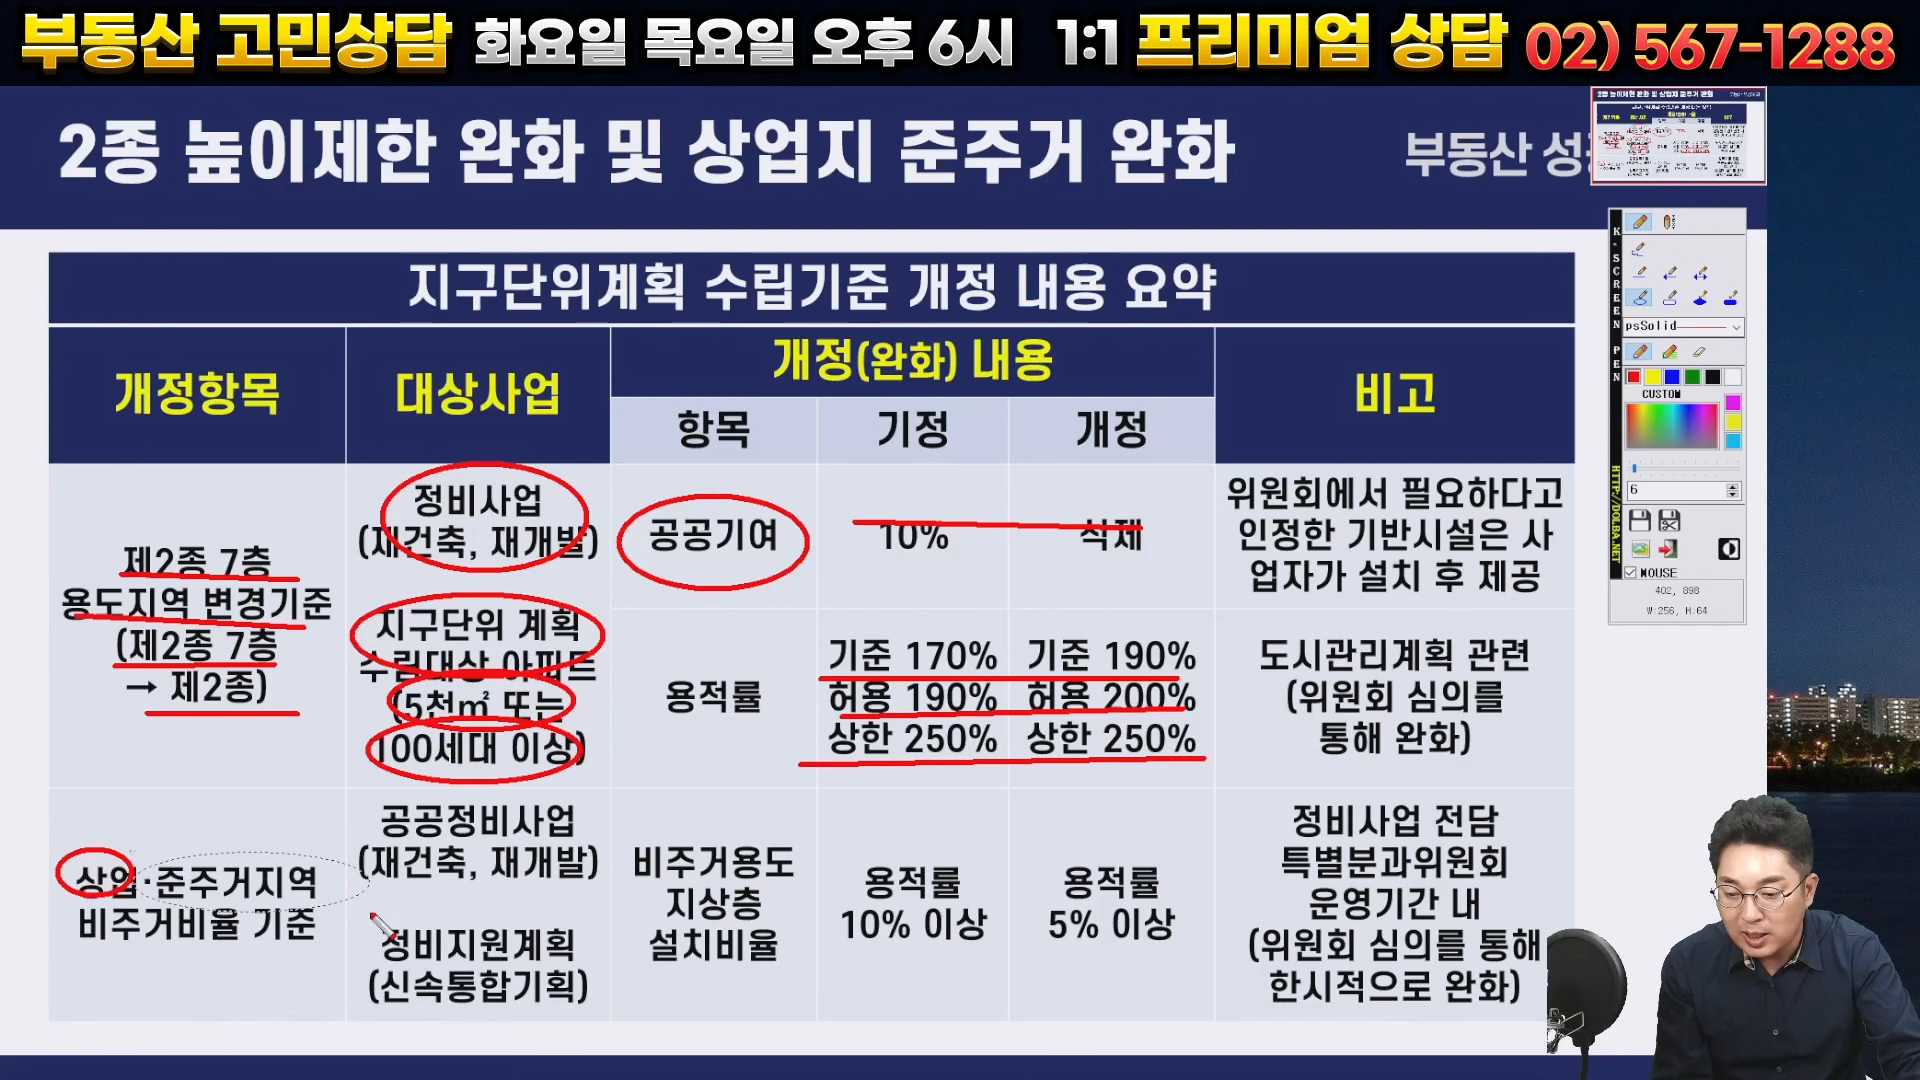 부동산 고민상담 화요일 목요일 오후 6시 1:1 프리미엄 상담 02) 567-1288
2종 높이제한 완화 및 상업지 준주거 완화
부동산
지구단위계획 수립기준 개정 내용 요약
개정항목
대상사업
개정(완화) 내용
비고
항목
기정
개정
제2종 7층
용도지역 변경기준
(제2종 7층
→ 제2종)
정비사업
(재건축, 재개발)
공공기여
10%
삭제
위원회에서 필요하다고
인정한 기반시설은 사
업자가 설치 후 제공
지구단위 계획
수립대상 아파트
(5천㎡ 또는
100세대 이상)
용적률
기준 170%
허용 190%
상한 250%
기준 190%
허용 200%
상한 250%
도시관리계획 관련
(위원회 심의를
통해 완화)
상업·준주거지역
비주거비율 기준
공공정비사업
(재건축, 재개발)
정비지원계획
(신속통합기획)
비주거용도
지상층
설치비율
용적률
10% 이상
용적률
5% 이상
정비사업 전담
특별분과위원회
운영기간 내
(위원회 심의를 통해
한시적으로 완화)
K-SCREEN PEN
HTTP://DOLBA.NET
psSolid
CUSTOM
6
MOUSE
402, 898
W:256, H:64